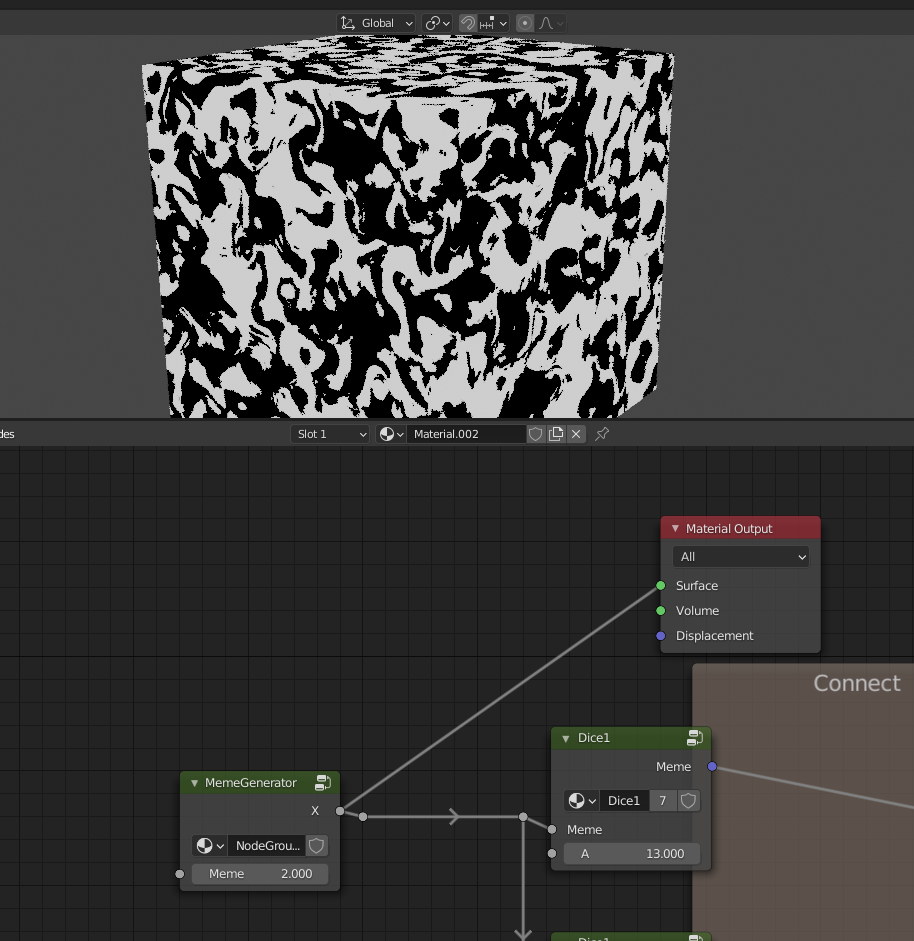 Global
des
Slot 1
Material.002
Material Output
All
Surface
Volume
Displacement
Connect
Dice1
Meme
Dice1 7
Meme
A 13.000
MemeGenerator
X
NodeGrou...
Meme 2.000
Dice1